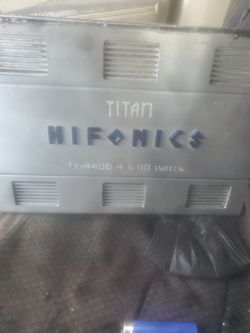 TITAN
HIFONICS
TXi4406 4 x 110 Watts